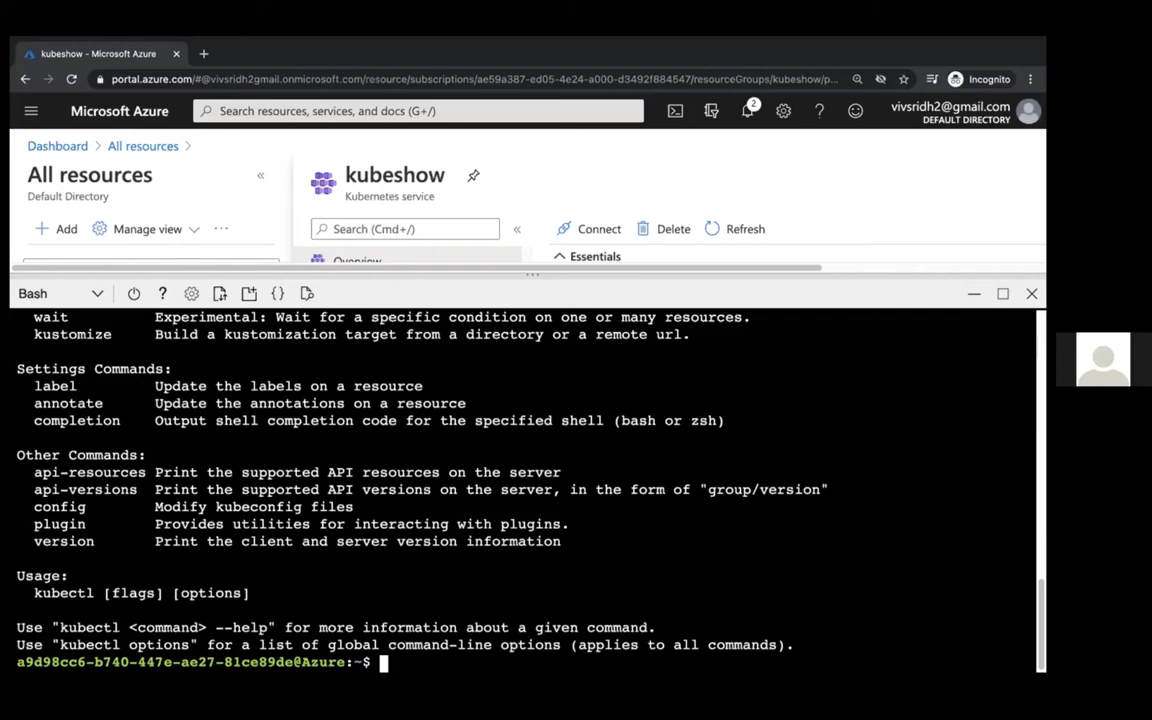 kubeshow - Microsoft Azure
portal.azure.com/#@vivsridh2gmail.onmicrosoft.com/resource/subscriptions/ae59a387-ed05-4e24-a000-d3492f884547/resourceGroups/kubeshow/p...
Incognito
Microsoft Azure
Search resources, services, and docs (G+/)
2
vivsridh2@gmail.com
DEFAULT DIRECTORY
Dashboard > All resources >
All resources
Default Directory
kubeshow
Kubernetes service
Add
Manage view
Search (Cmd+/)
Connect
Delete
Refresh
Overview
Essentials
Bash
wait Experimental: Wait for a specific condition on one or many resources.
kustomize Build a kustomization target from a directory or a remote url.
Settings Commands:
label Update the labels on a resource
annotate Update the annotations on a resource
completion Output shell completion code for the specified shell (bash or zsh)
Other Commands:
api-resources Print the supported API resources on the server
api-versions Print the supported API versions on the server, in the form of "group/version"
config Modify kubeconfig files
plugin Provides utilities for interacting with plugins.
version Print the client and server version information
Usage:
kubectl [flags] [options]
Use "kubectl <command> --help" for more information about a given command.
Use "kubectl options" for a list of global command-line options (applies to all commands).
a9d98cc6-b740-447e-ae27-81ce89de@Azure:~$